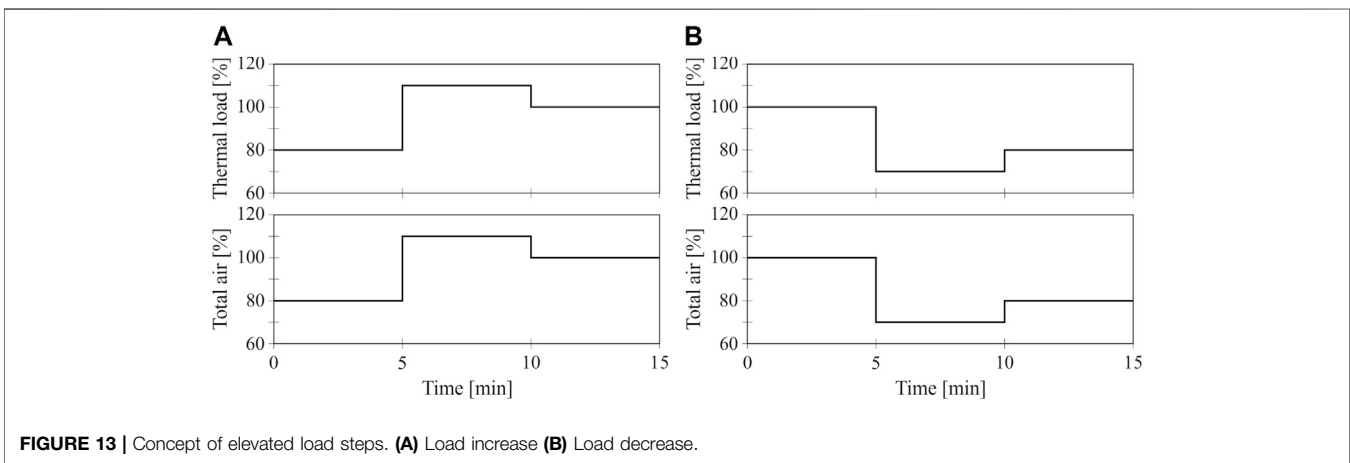 A
B
120
100
80
60
Thermal load [%]
120
100
80
60
Thermal load [%]
120
100
80
60
Total air [%]
0
5
10
15
Time [min]
120
100
80
60
Total air [%]
0
5
10
15
Time [min]
FIGURE 13 | Concept of elevated load steps. (A) Load increase (B) Load decrease.